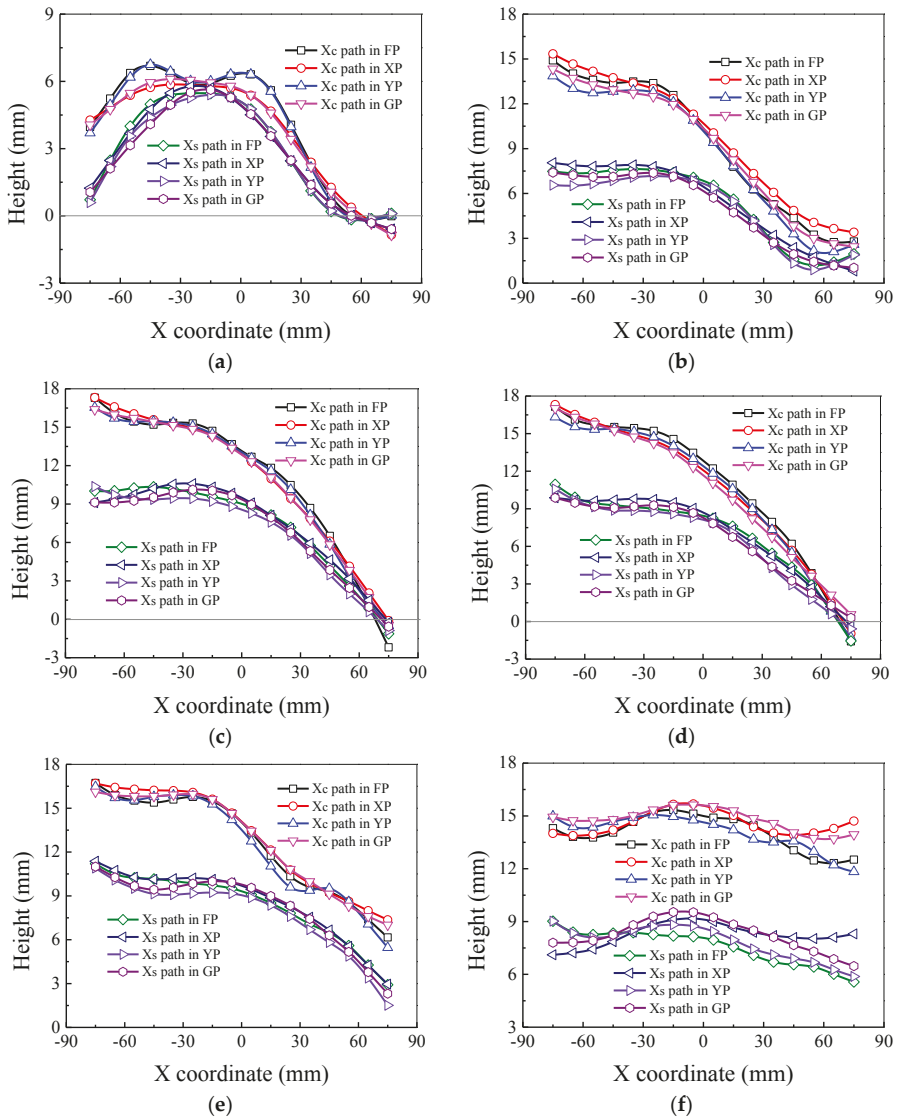 9
6
3
0
-3
Height (mm)
Xc path in FP
Xc path in XP
Xc path in YP
Xc path in GP
Xs path in FP
Xs path in XP
Xs path in YP
Xs path in GP
-90 -60 -30 0 30 60 90
X coordinate (mm)
(a)
18
15
12
9
6
3
0
Height (mm)
Xc path in FP
Xc path in XP
Xc path in YP
Xc path in GP
Xs path in FP
Xs path in XP
Xs path in YP
Xs path in GP
-90 -60 -30 0 30 60 90
X coordinate (mm)
(b)
18
15
12
9
6
3
0
-3
Height (mm)
Xc path in FP
Xc path in XP
Xc path in YP
Xc path in GP
Xs path in FP
Xs path in XP
Xs path in YP
Xs path in GP
-90 -60 -30 0 30 60 90
X coordinate (mm)
(c)
18
15
12
9
6
3
0
-3
Height (mm)
Xc path in FP
Xc path in XP
Xc path in YP
Xc path in GP
Xs path in FP
Xs path in XP
Xs path in YP
Xs path in GP
-90 -60 -30 0 30 60 90
X coordinate (mm)
(d)
18
15
12
9
6
3
0
Height (mm)
Xc path in FP
Xc path in XP
Xc path in YP
Xc path in GP
Xs path in FP
Xs path in XP
Xs path in YP
Xs path in GP
-90 -60 -30 0 30 60 90
X coordinate (mm)
(e)
18
15
12
9
6
3
Height (mm)
Xc path in FP
Xc path in XP
Xc path in YP
Xc path in GP
Xs path in FP
Xs path in XP
Xs path in YP
Xs path in GP
-90 -60 -30 0 30 60 90
X coordinate (mm)
(f)